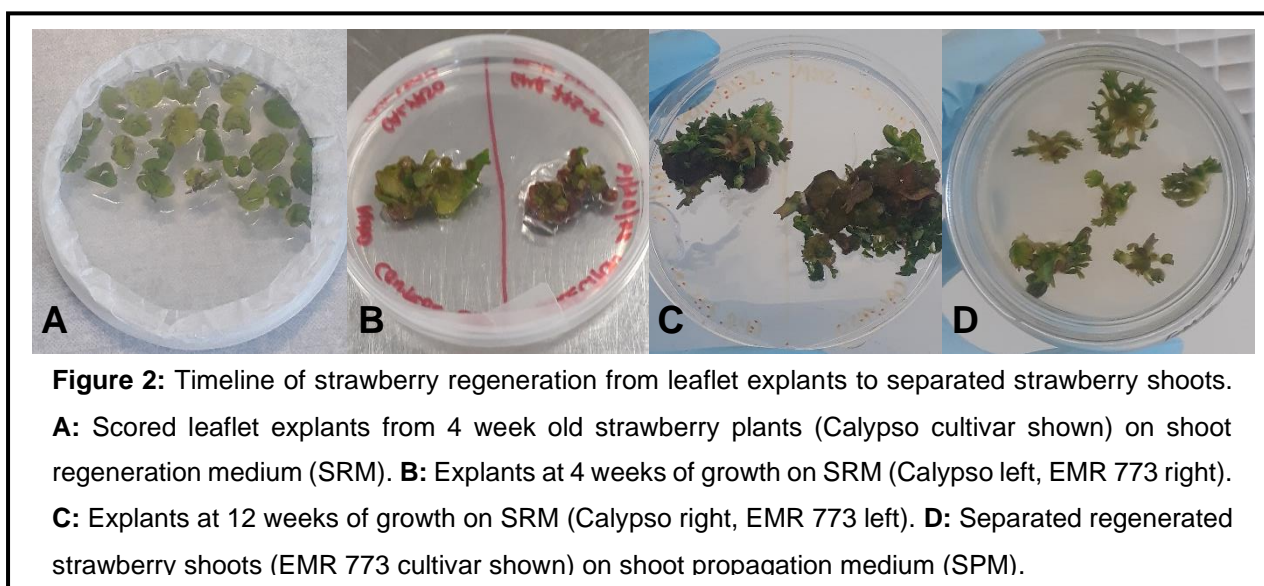 A
B
C
D
Figure 2: Timeline of strawberry regeneration from leaflet explants to separated strawberry shoots.
A: Scored leaflet explants from 4 week old strawberry plants (Calypso cultivar shown) on shoot
regeneration medium (SRM). B: Explants at 4 weeks of growth on SRM (Calypso left, EMR 773 right).
C: Explants at 12 weeks of growth on SRM (Calypso right, EMR 773 left). D: Separated regenerated
strawberry shoots (EMR 773 cultivar shown) on shoot propagation medium (SPM).